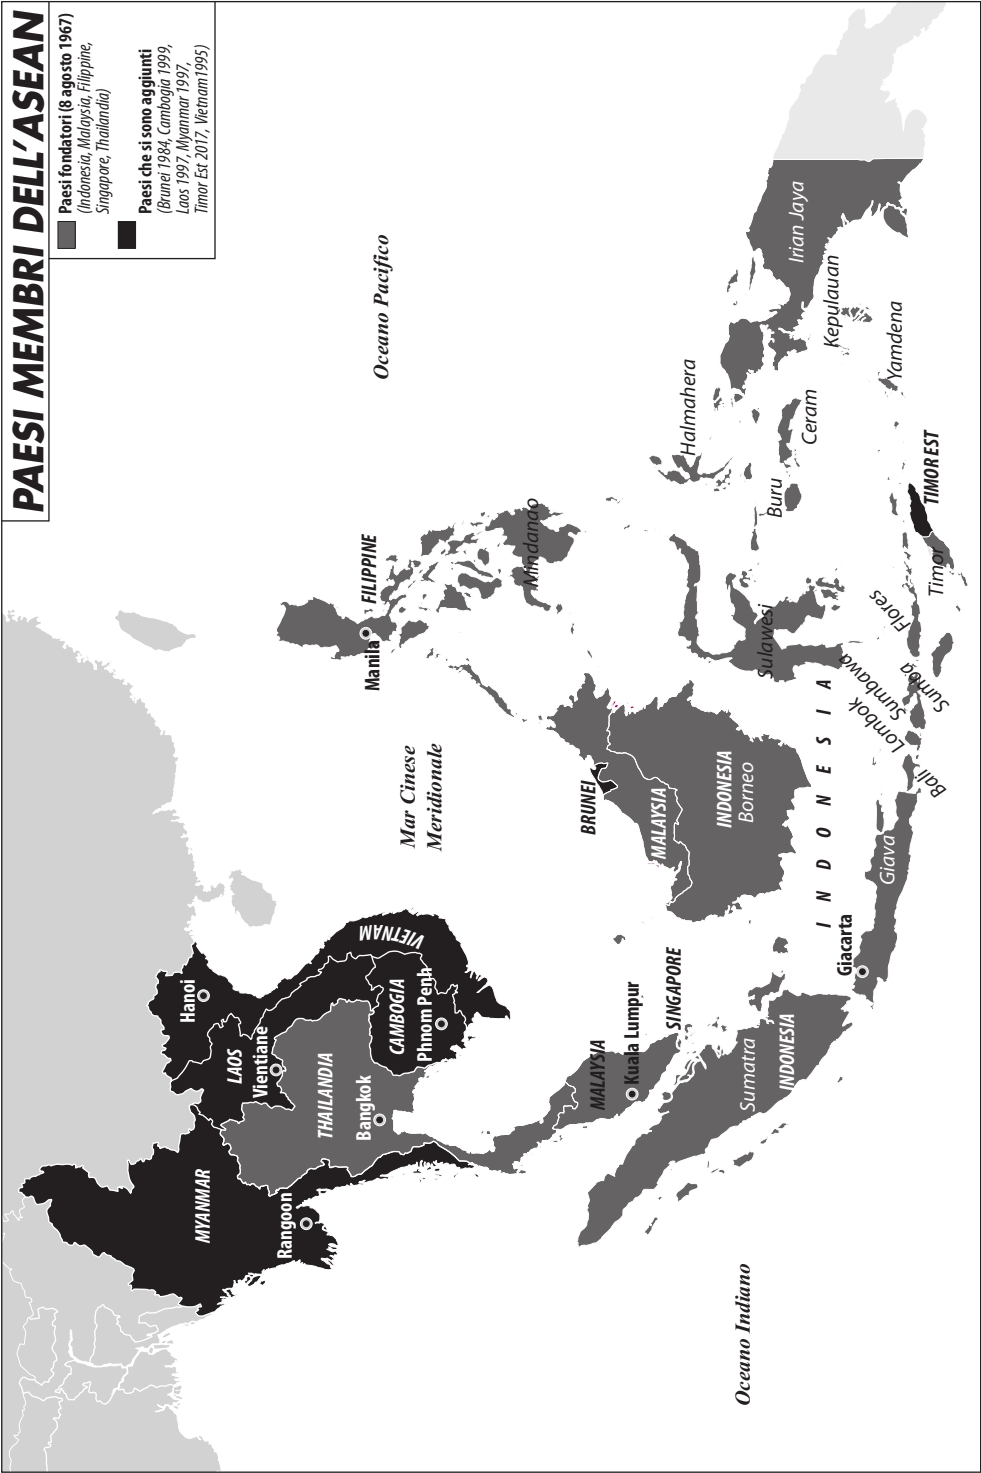 PAESI MEMBRI DELL'ASEAN
Paesi fondatori (8 agosto 1967)
(Indonesia, Malaysia, Filippine,
Singapore, Thailandia)
Paesi che si sono aggiunti
(Brunei 1984, Cambogia 1999,
Laos 1997, Myanmar 1997,
Timor Est 2017, Vietnam1995)
MYANMAR
Rangoon
LAOS
Vientiane
Hanoi
VIETNAM
THAILANDIA
Bangkok
CAMBOGIA
Phnom Penh
Mar Cinese
Meridionale
Oceano Pacifico
FILIPPINE
Manila
Mindanao
MALAYSIA
Kuala Lumpur
SINGAPORE
BRUNEI
MALAYSIA
INDONESIA
Borneo
Sumatra
INDONESIA
INDONESIA
Giacarta
Giava
Bali
Lombok
Sumbawa
Sumba
Flores
Sulawesi
Timor
TIMOR EST
Halmahera
Buru
Ceram
Yamdena
Kepulauan
Irian Jaya
Oceano Indiano